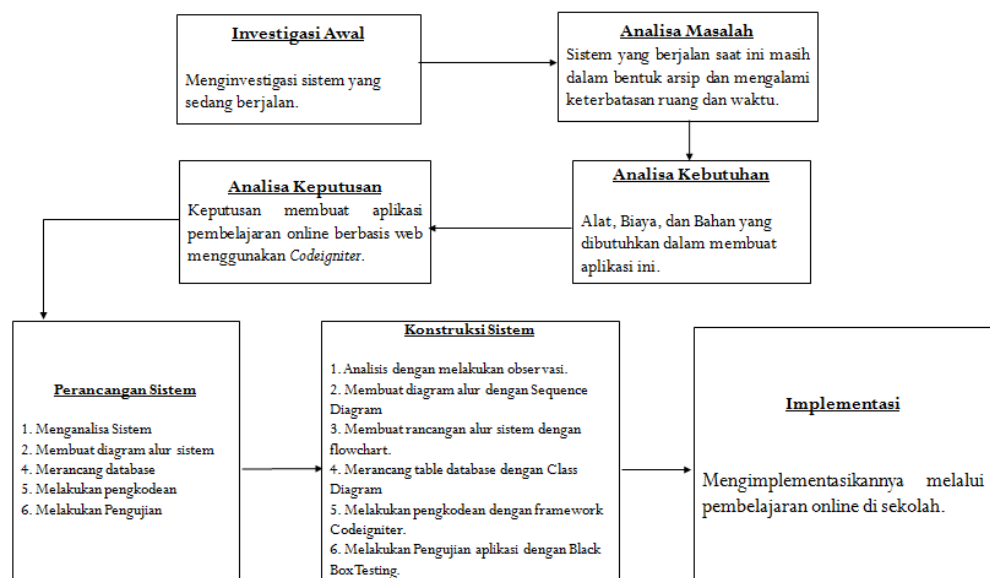 Investigasi Awal
Menginvestigasi sistem yang
sedang berjalan.
Analisa Masalah
Sistem yang berjalan saat ini masih
dalam bentuk arsip dan mengalami
keterbatasan ruang dan waktu.
Analisa Kebutuhan
Alat, Biaya, dan Bahan yang
dibutuhkan dalam membuat
aplikasi ini.
Analisa Keputusan
Keputusan membuat aplikasi
pembelajaran online berbasis web
menggunakan Codeigniter.
Perancangan Sistem
1. Menganalisa Sistem
2. Membuat diagram alur sistem
4. Merancang database
5. Melakukan pengkodean
6. Melakukan Pengujian
Konstruksi Sistem
1. Analisis dengan melakukan observasi.
2. Membuat diagram alur dengan Sequence
Diagram
3. Membuat rancangan alur sistem dengan
flowchart.
4. Merancang table database dengan Class
Diagram
5. Melakukan pengkodean dengan framework
Codeigniter.
6. Melakukan Pengujian aplikasi dengan Black
Box Testing.
Implementasi
Mengimplementasikannya melalui
pembelajaran online di sekolah.